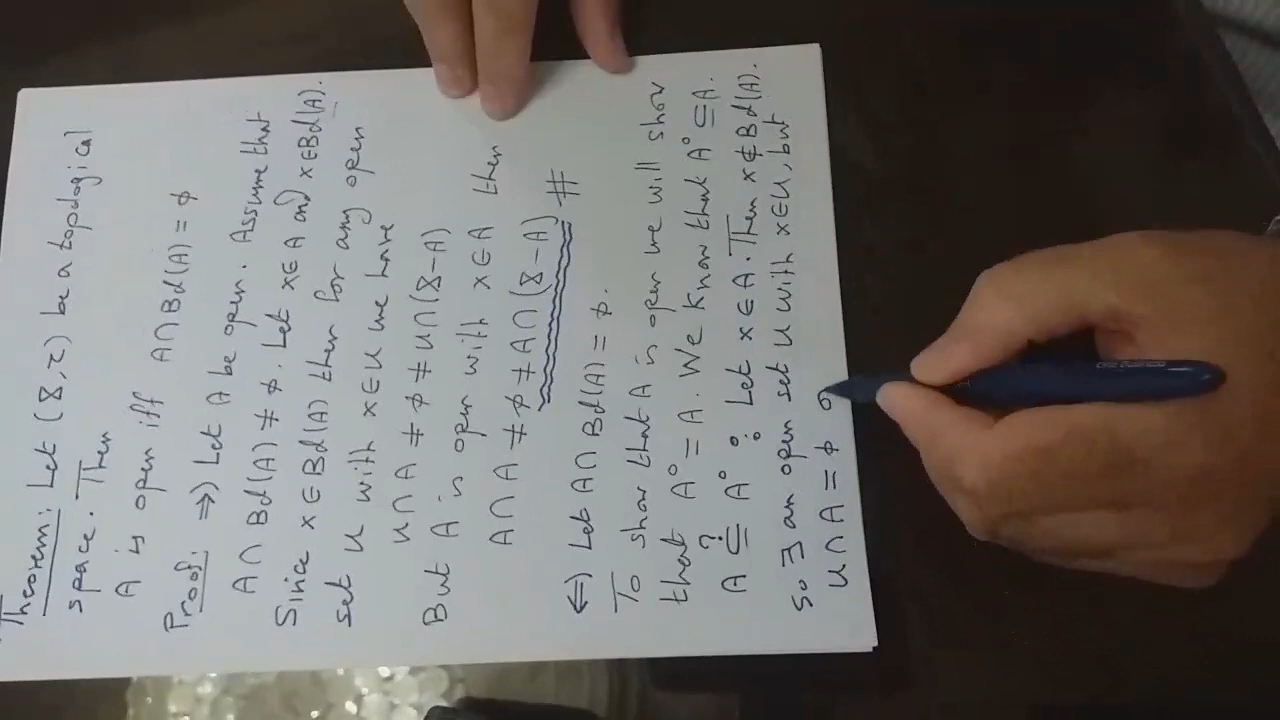 Theorem: Let (X,τ) be a topological
space. Then
A is open iff A∩Bd(A) = ϕ
Proof: ⇒) Let A be open. Assume that
A∩Bd(A) ≠ ϕ. Let x∈A and x∈Bd(A).
Since x∈Bd(A) then for any open
set U with x∈U we have
U∩A ≠ ϕ ≠ U∩(X-A)
But A is open with x∈A then
A∩A ≠ ϕ ≠ A∩(X-A) #
⇐) Let A∩Bd(A) = ϕ.
To show that A is open we will show
that A° = A. We know that A° ⊆ A.
A ⊆? A° : Let x∈A. Then x∉Bd(A).
So ∃ an open set U with x∈U, but
U∩A = ϕ